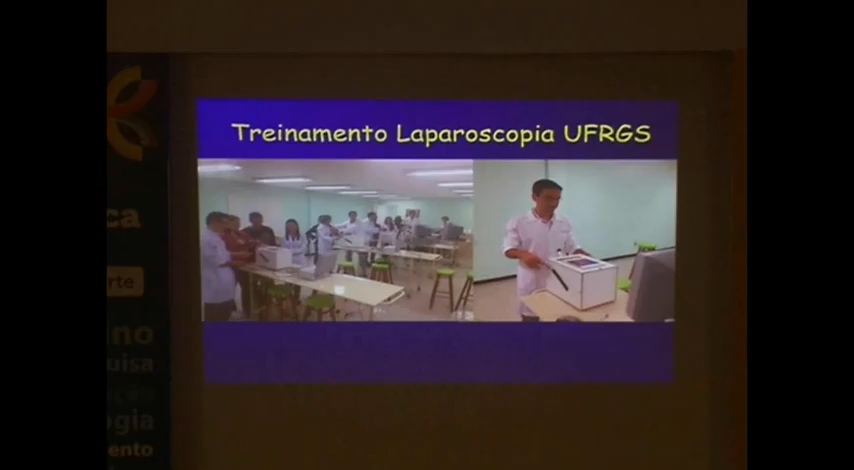 Treinamento Laparoscopia UFRGS
ca
rte
ino
uisa
gia
ento